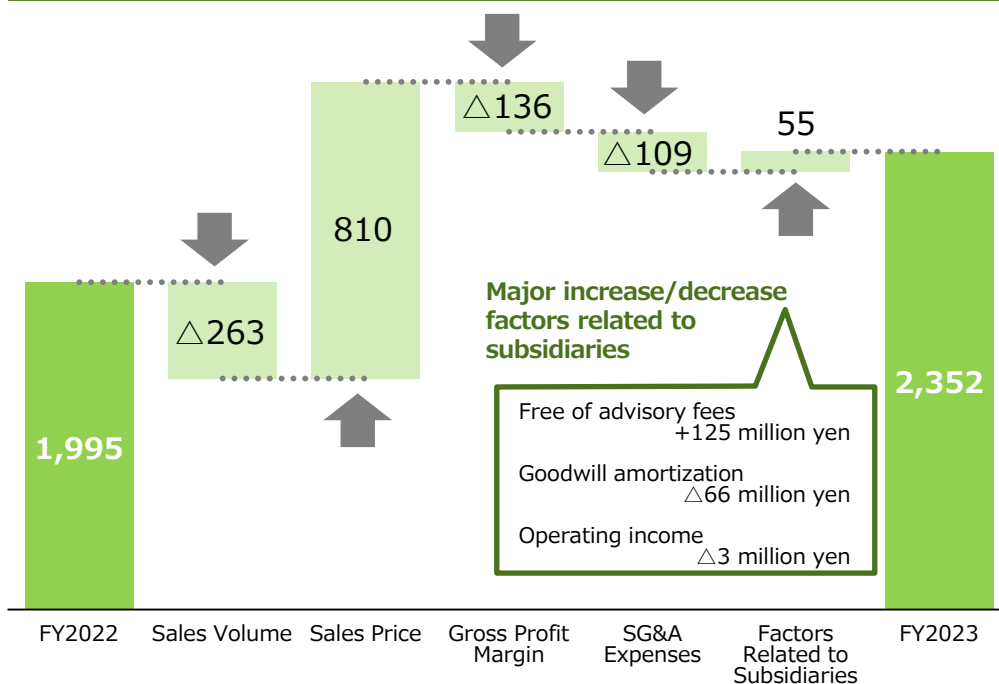 △136
△109
55
810
△263
Major increase/decrease
factors related to
subsidiaries
1,995
2,352
Free of advisory fees
+125 million yen
Goodwill amortization
△66 million yen
Operating income
△3 million yen
FY2022
Sales Volume
Sales Price
Gross Profit
Margin
SG&A
Expenses
Factors
Related to
Subsidiaries
FY2023